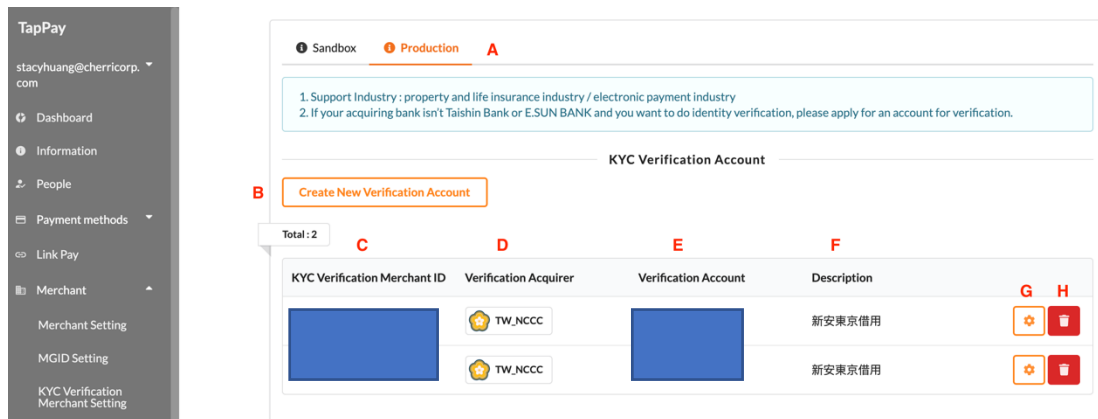 TapPay
stacyhuang@cherricorp.
com
Dashboard
Information
People
Payment methods
Link Pay
Merchant
Merchant Setting
MGID Setting
KYC Verification
Merchant Setting
Sandbox Production A
1. Support Industry : property and life insurance industry / electronic payment industry
2. If your acquiring bank isn't Taishin Bank or E.SUN BANK and you want to do identity verification, please apply for an account for verification.
KYC Verification Account
B Create New Verification Account
Total : 2
C D E F
KYC Verification Merchant ID Verification Acquirer Verification Account Description
G H
TW_NCCC 新安東京借用
TW_NCCC 新安東京借用